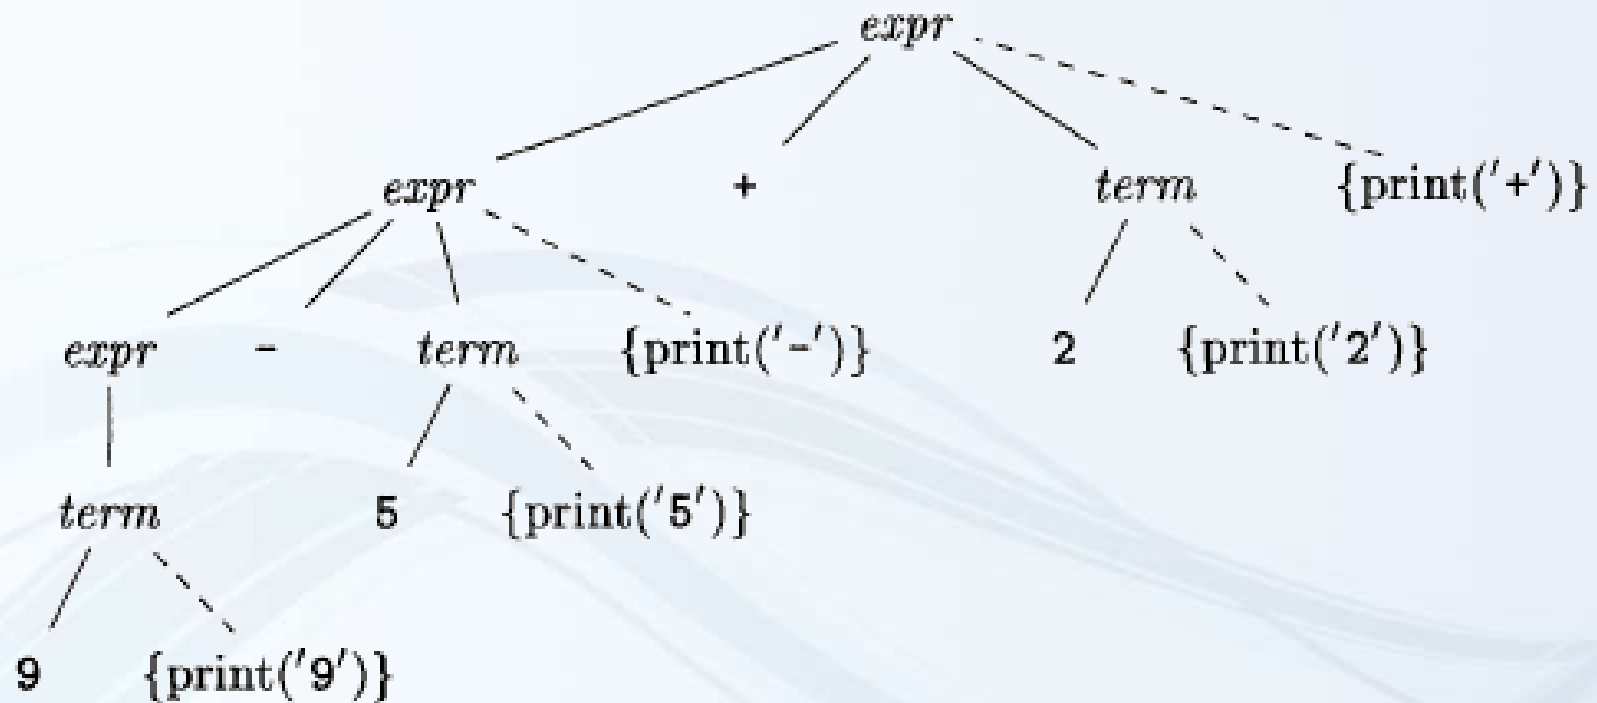 expr
expr + term {print('+')}
expr - term {print('-')} 2 {print('2')}
term 5 {print('5')}
9 {print('9')}